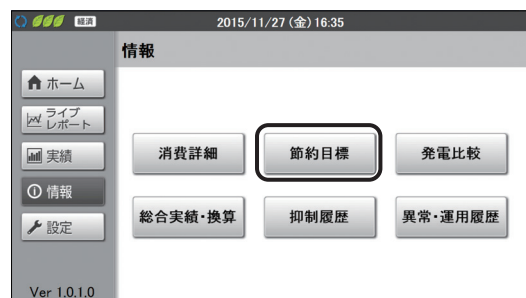 経済
2015/11/27(金)16:35
情報
ホーム
ライブ
レポート
実績
情報
設定
消費詳細
節約目標
発電比較
総合実績・換算
抑制履歴
異常・運用履歴
Ver 1.0.1.0